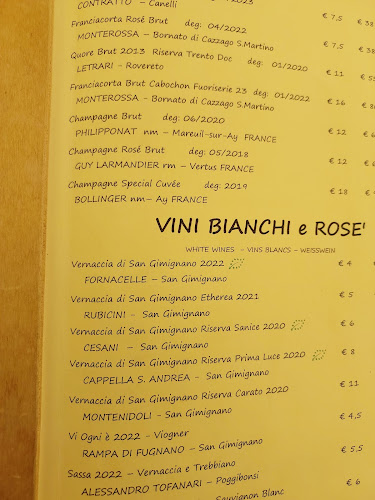 CONTRATTO – Canelli
Franciacorta Rosè Brut deg: 04/2022
MONTEROSSA – Bornato di Cazzago S.Martino € 7,5 € 38
Quore Brut 2013 Riserva Trento Doc deg: 01/2020
LETRARI – Rovereto € 11
Franciacorta Brut Cabochon Fuoriserie 23 deg: 01/2022
MONTEROSSA – Bornato di Cazzago S.Martino € 16
Champagne Brut deg: 06/2020
PHILIPPONAT nm – Mareuil-sur-Ay FRANCE € 12
Champagne Rosé Brut deg: 05/2018
GUY LARMANDIER rm – Vertus FRANCE € 12
Champagne Special Cuvée deg: 2019
BOLLINGER nm– Ay FRANCE € 18
VINI BIANCHI e ROSE'
WHITE WINES - VINS BLANCS – WEISSWEIN
Vernaccia di San Gimignano 2022 € 4
FORNACELLE – San Gimignano
Vernaccia di San Gimignano Etherea 2021 € 5
RUBICINI – San Gimignano
Vernaccia di San Gimignano Riserva Sanice 2020 € 6
CESANI – San Gimignano
Vernaccia di San Gimignano Riserva Prima Luce 2020 € 8
CAPPELLA S. ANDREA - San Gimignano
Vernaccia di San Gimignano Riserva Carato 2020 € 11
MONTENIDOLI - San Gimignano
Vi Ogni è 2022 - Viogner € 4,5
RAMPA DI FUGNANO – San Gimignano
Sassa 2022 – Vernaccia e Trebbiano € 5,5
ALESSANDRO TOFANARI – Poggibonsi
Sauvignon Blanc